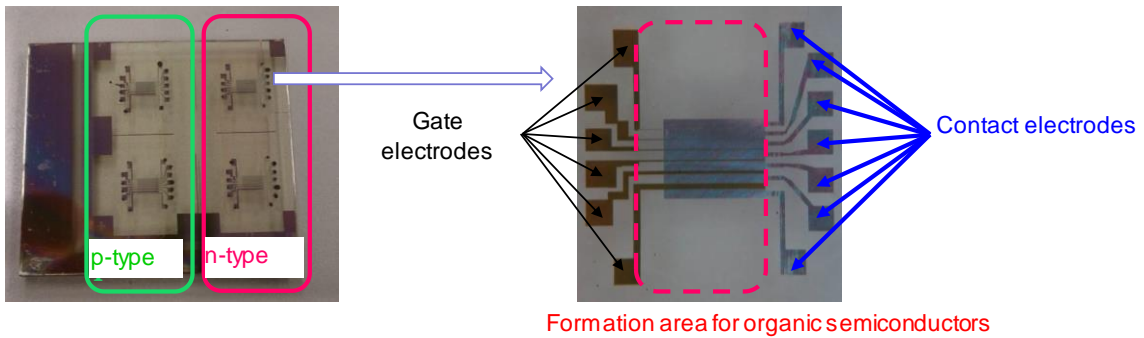 p-type
n-type
Gate
electrodes
Contact electrodes
Formation area for organic semiconductors